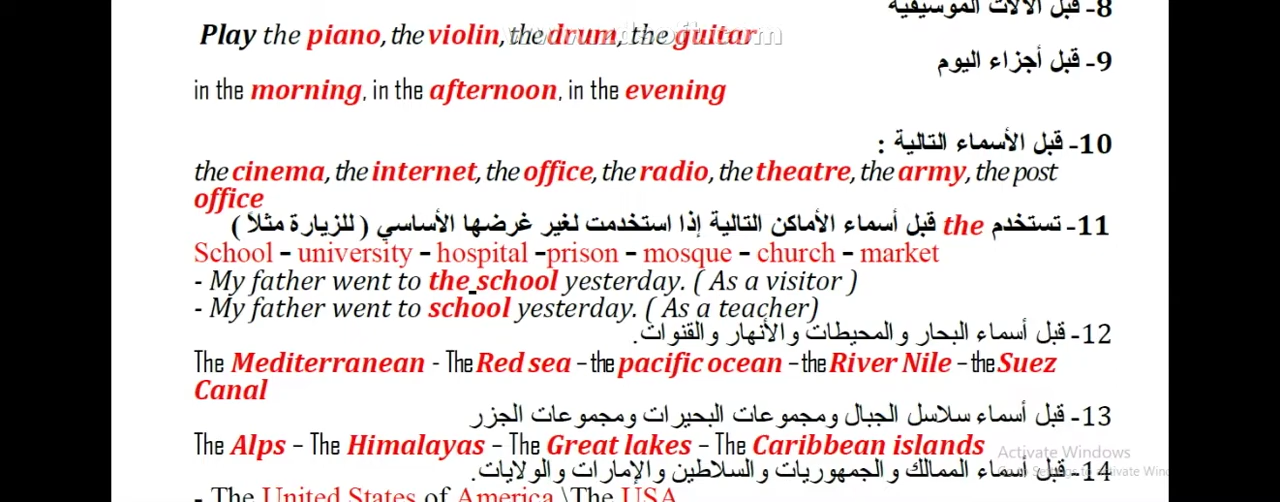 8- قبل الآلات الموسيقية
Play the piano, the violin, the drum, the guitar
9- قبل أجزاء اليوم
in the morning, in the afternoon, in the evening
10- قبل الأسماء التالية :
the cinema, the internet, the office, the radio, the theatre, the army, the post
office
11- تستخدم the قبل أسماء الأماكن التالية إذا استخدمت لغير غرضها الأساسي ( للزيارة مثلاً )
School – university – hospital –prison – mosque – church – market
- My father went to the school yesterday. ( As a visitor )
- My father went to school yesterday. ( As a teacher)
12- قبل أسماء البحار والمحيطات والأنهار والقنوات.
The Mediterranean - The Red sea – the pacific ocean – the River Nile – the Suez
Canal
13- قبل أسماء سلاسل الجبال ومجموعات البحيرات ومجموعات الجزر
The Alps – The Himalayas – The Great lakes – The Caribbean islands
Activate Windows
14- قبل أسماء الممالك والجمهوريات والسلاطين والإمارات والولايات.
Go to Settings to activate Win
- The United States of America \The USA